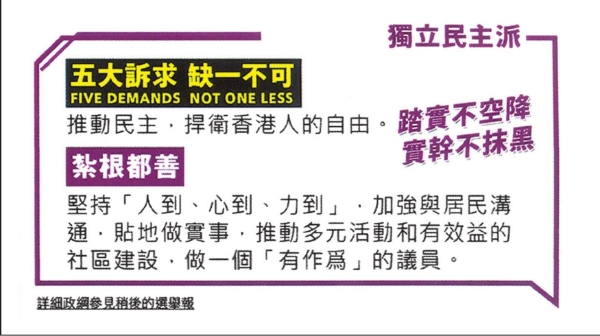 獨立民主派
五大訴求 缺一不可
FIVE DEMANDS NOT ONE LESS
推動民主，捍衛香港人的自由。
踏實不空降
實幹不抹黑
紮根都善
堅持「人到、心到、力到」，加強與居民溝
通，貼地做實事，推動多元活動和有效益的
社區建設，做一個「有作爲」的議員。
詳細政綱參見稍後的選舉報